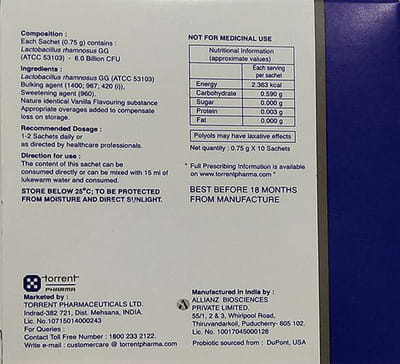 Composition :
Each Sachet (0.75 g) contains :
Lactobacillus rhamnosus GG
(ATCC 53103) - 6.0 Billion CFU
Ingredients :
Lactobacillus rhamnosus GG (ATCC 53103)
Bulking agent (1400; 967; 420 (i)),
Sweetening agent (960).
Nature identical Vanilla Flavouring substance
Appropriate overages added to compensate
loss on storage.
Recommended Dosage :
1-2 Sachets daily or
as directed by healthcare professionals.
Direction for use :
The content of this sachet can be
consumed directly or can be mixed with 15 ml of
lukewarm water and consumed.
STORE BELOW 25°C; TO BE PROTECTED
FROM MOISTURE AND DIRECT SUNLIGHT.
NOT FOR MEDICINAL USE
Nutritional Information
(approximate values)
Each serving
per sachet
Energy 2.363 kcal
Carbohydrate 0.590 g
Sugar 0.000 g
Protein 0.003 g
Fat 0.000 g
Polyols may have laxative effects
Net quantity : 0.75 g X 10 Sachets
* Full Prescribing Information is available
on " www.torrentpharma.com "
BEST BEFORE 18 MONTHS
FROM MANUFACTURE
torrent
PHARMA
Marketed by :
TORRENT PHARMACEUTICALS LTD.
Indrad-382 721, Dist. Mehsana, INDIA.
Lic. No.10715014000243
For Queries :
Contact Toll Free Number : 1800 233 2122.
Write e-mail : customercare @ torrentpharma.com
Manufactured in India by :
ALLIANZ BIOSCIENCES
PRIVATE LIMITED.
55/1, 2 & 3, Whirlpool Road,
Thiruvandarkoil, Puducherry- 605 102.
Lic. No. 10017045000128
Probiotic sourced from : DuPont, USA